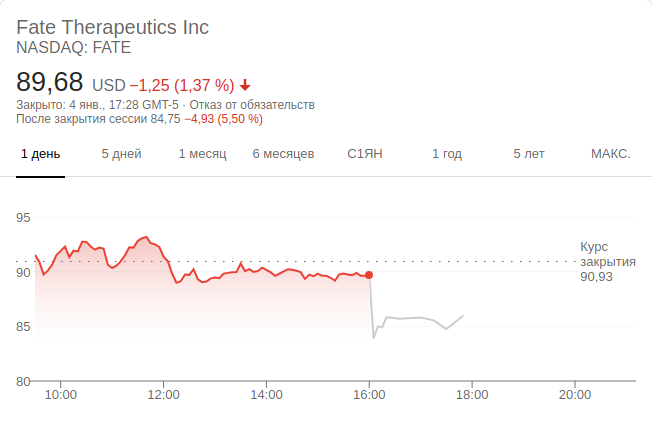 Fate Therapeutics Inc
NASDAQ: FATE
89,68 USD −1,25 (1,37 %)
Закрыто: 4 янв., 17:28 GMT-5 · Отказ от обязательств
После закрытия сессии 84,75 −4,93 (5,50 %)
1 день 5 дней 1 месяц 6 месяцев С1ЯН 1 год 5 лет МАКС.
95
90
85
80
Курс
закрытия
90,93
10:00 12:00 14:00 16:00 18:00 20:00